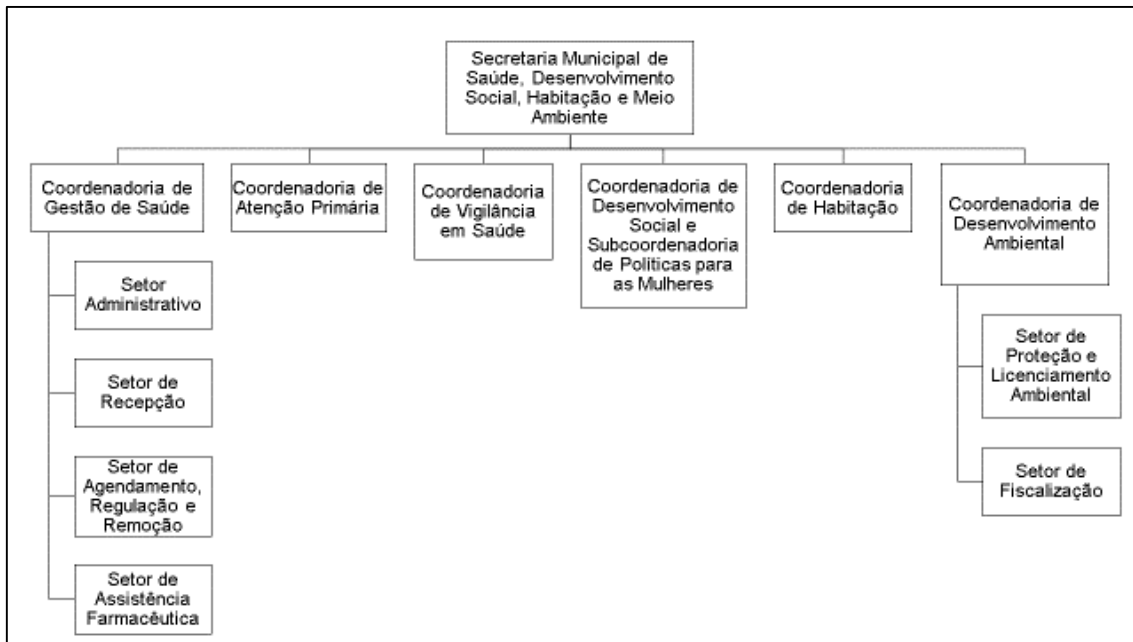 Secretaria Municipal de
Saúde, Desenvolvimento
Social, Habitação e Meio
Ambiente
Coordenadoria de
Gestão de Saúde
Coordenadoria de
Atenção Primária
Coordenadoria
de Vigilância
em Saúde
Coordenadoria de
Desenvolvimento
Social e
Subcoordenadoria
de Políticas para
as Mulheres
Coordenadoria
de Habitação
Coordenadoria de
Desenvolvimento
Ambiental
Setor
Administrativo
Setor de
Recepção
Setor de
Agendamento,
Regulação e
Remoção
Setor de
Assistência
Farmacêutica
Setor de
Proteção e
Licenciamento
Ambiental
Setor de
Fiscalização